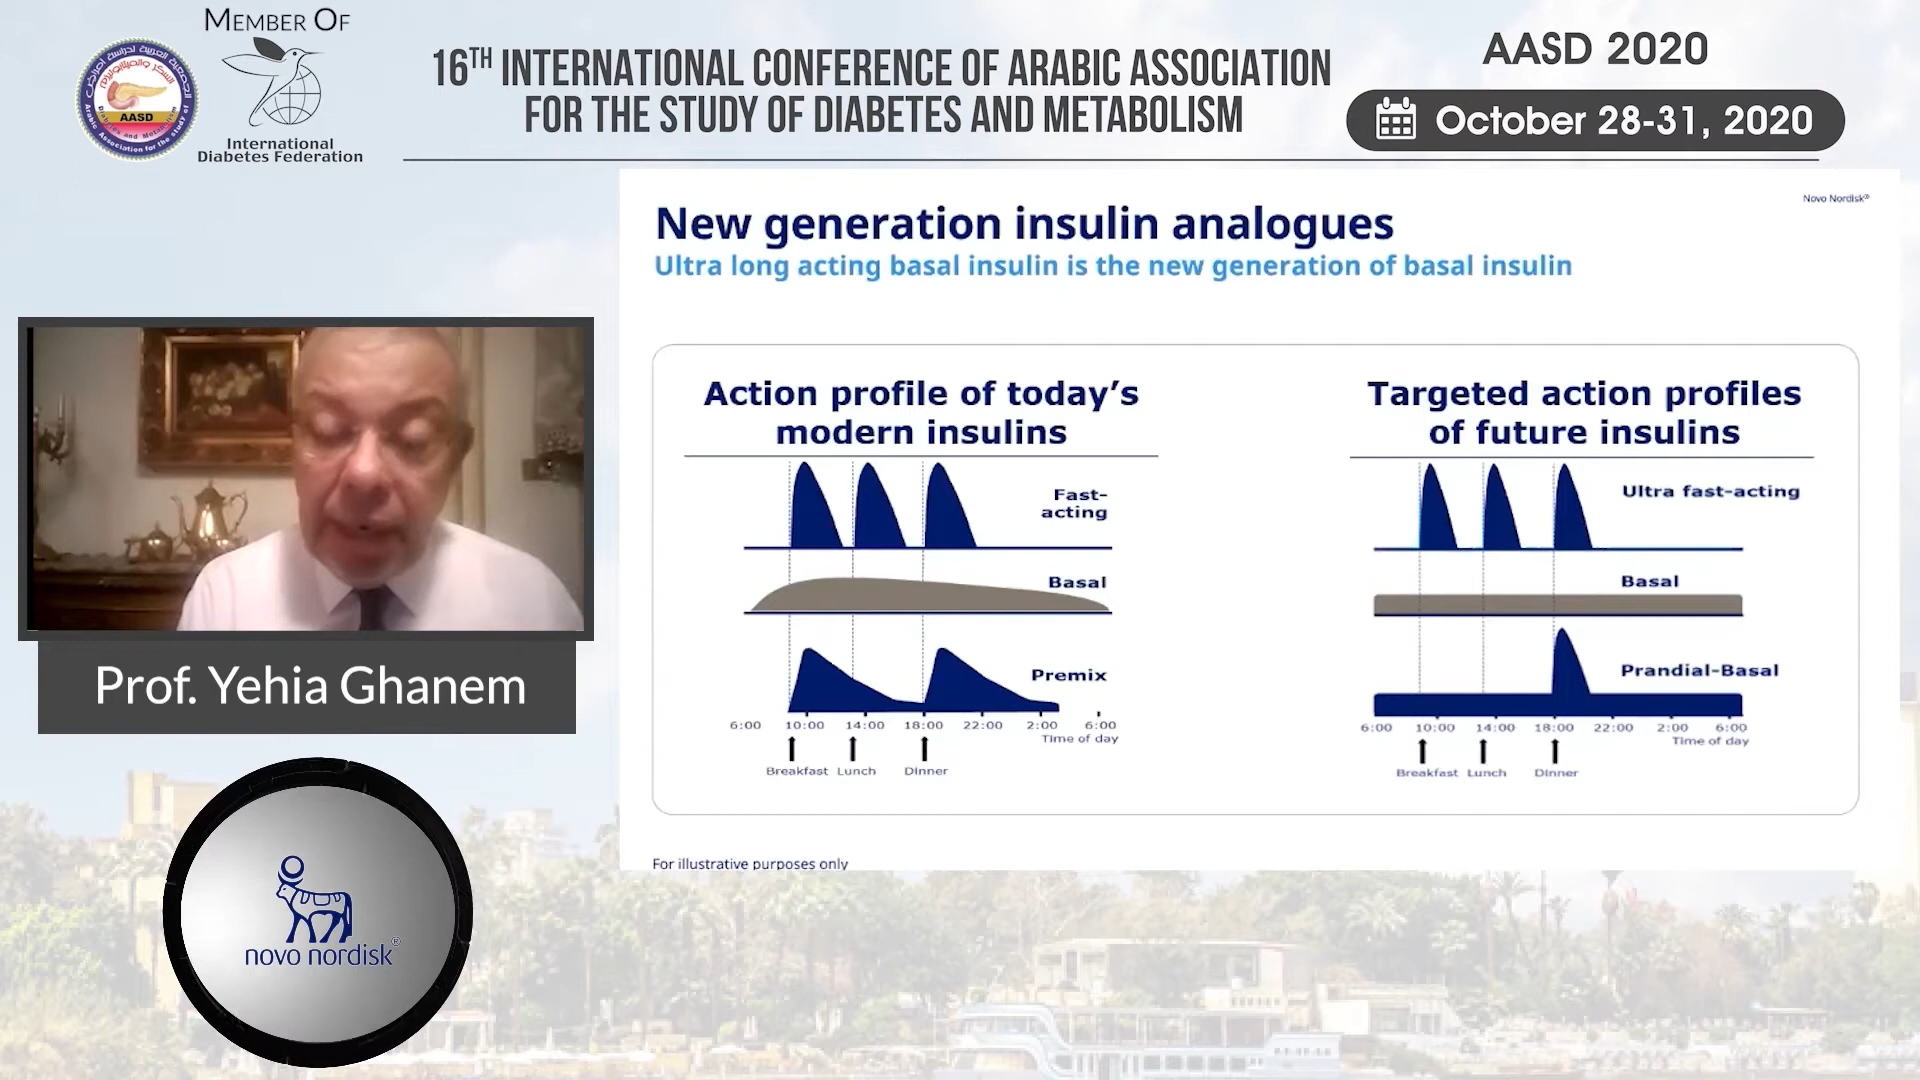 MEMBER OF
AASD
International
Diabetes Federation
16TH INTERNATIONAL CONFERENCE OF ARABIC ASSOCIATION
FOR THE STUDY OF DIABETES AND METABOLISM
AASD 2020
October 28-31, 2020
Novo Nordisk®
New generation insulin analogues
Ultra long acting basal insulin is the new generation of basal insulin
Action profile of today's
modern insulins
Fast-
acting
Basal
Premix
6:00 10:00 14:00 18:00 22:00 2:00 6:00
Time of day
Breakfast Lunch Dinner
Targeted action profiles
of future insulins
Ultra fast-acting
Basal
Prandial-Basal
6:00 10:00 14:00 18:00 22:00 2:00 6:00
Time of day
Breakfast Lunch Dinner
For illustrative purposes only
Prof. Yehia Ghanem
novo nordisk®